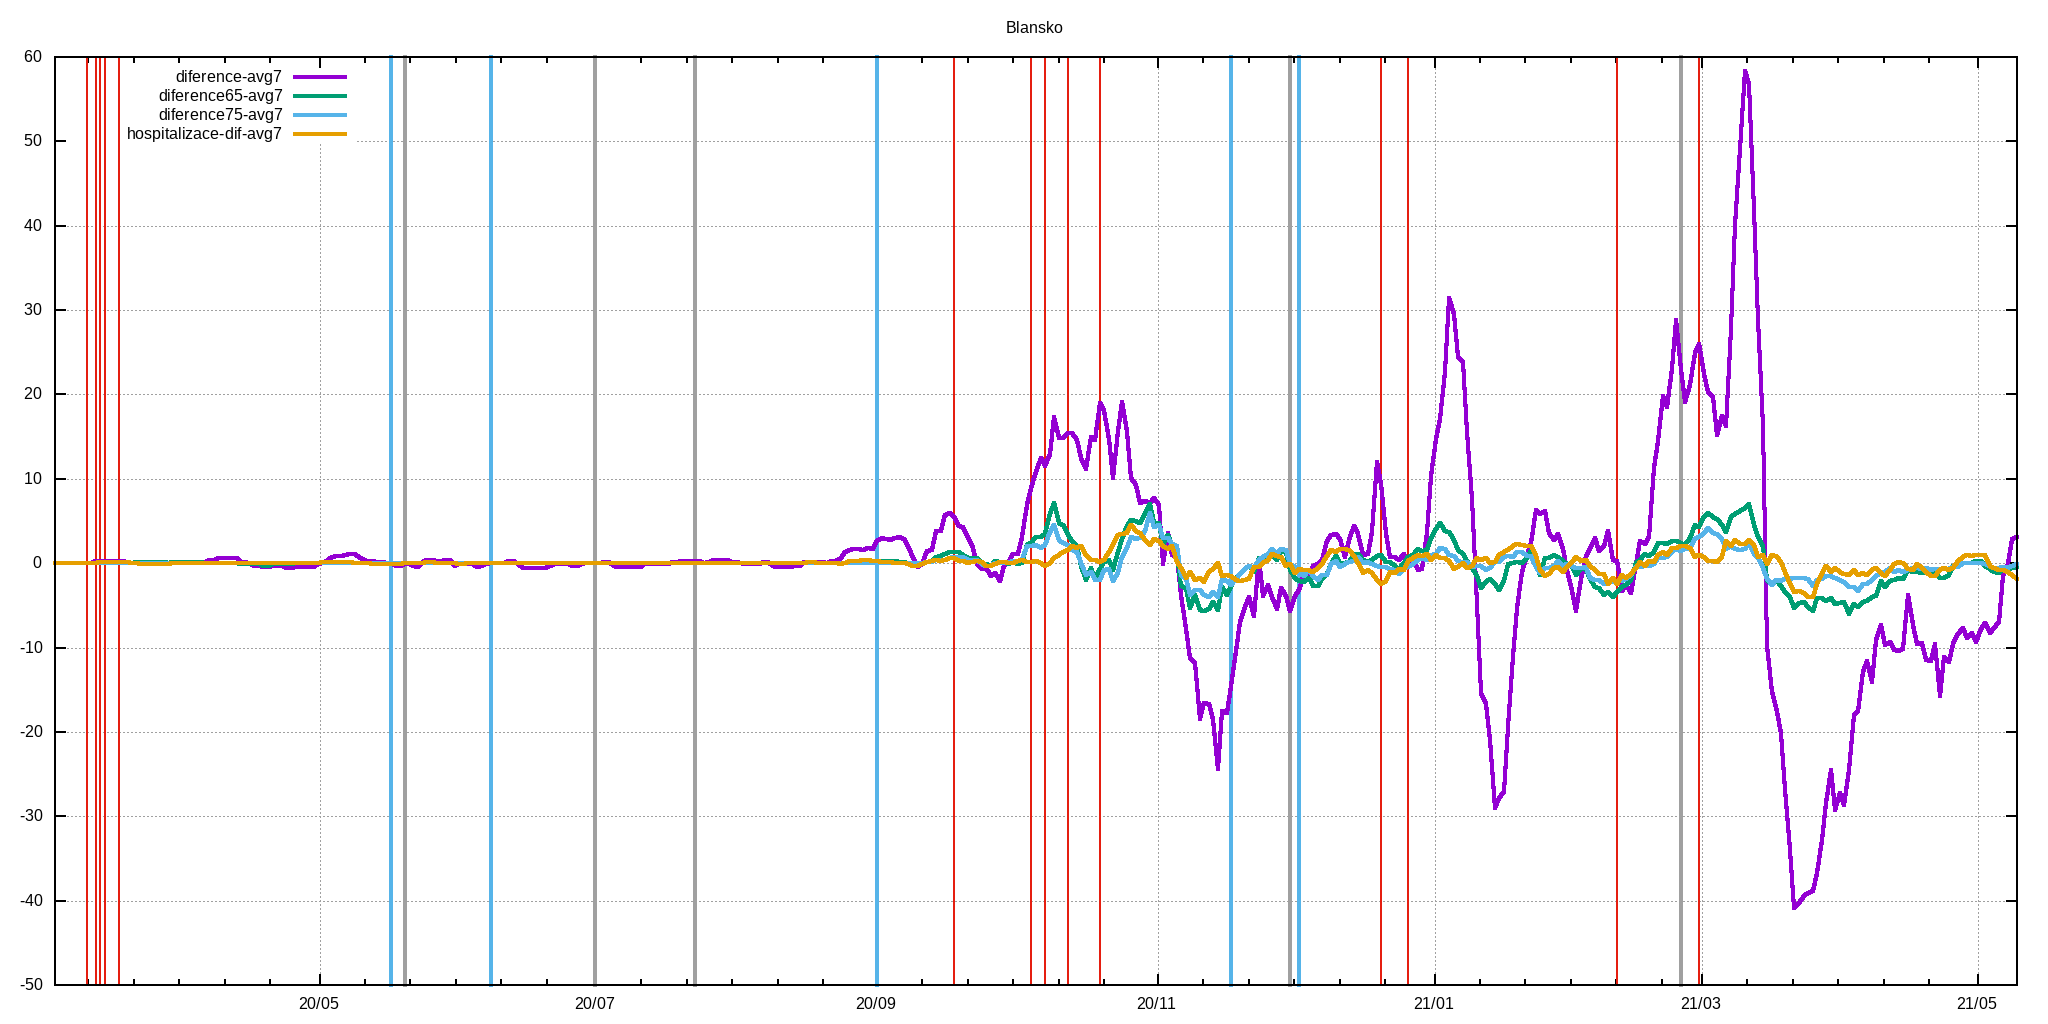 Blansko
60
50
40
30
20
10
0
-10
-20
-30
-40
-50
diference-avg7
diference65-avg7
diference75-avg7
hospitalizace-dif-avg7
20/05 20/07 20/09 20/11 21/01 21/03 21/05